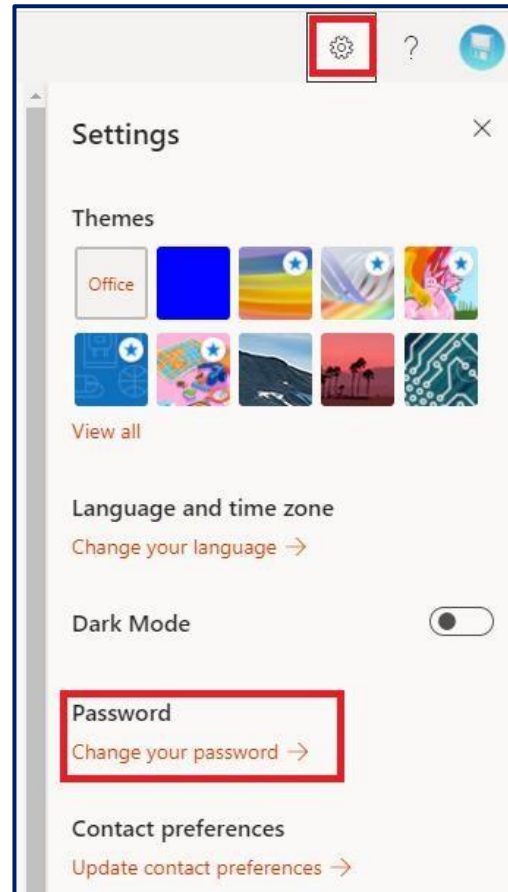 ?
Settings
Themes
Office
View all
Language and time zone
Change your language →
Dark Mode
Password
Change your password →
Contact preferences
Update contact preferences →